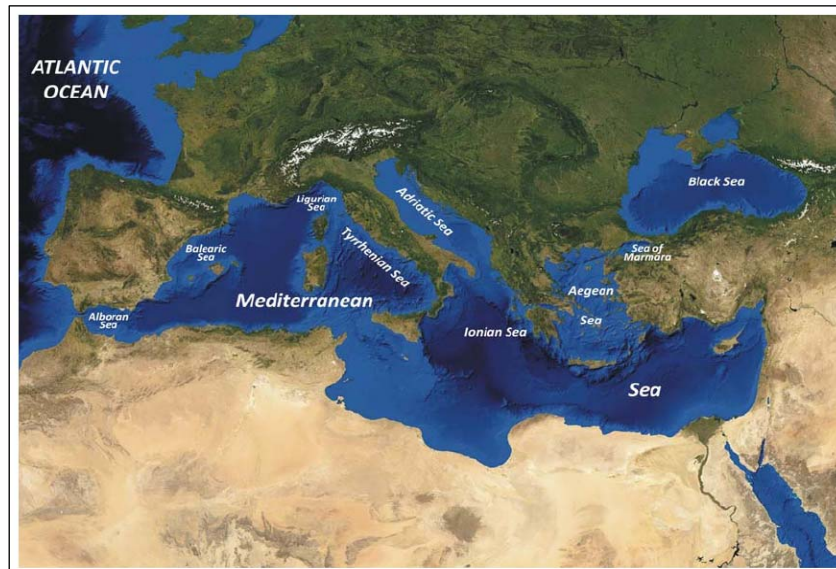 ATLANTIC
OCEAN
Black Sea
Ligurian
Sea
Adriatic Sea
Balearic
Sea
Tyrrhenian Sea
Sea of
Marmara
Aegean
Sea
Mediterranean
Alboran
Sea
Ionian Sea
Sea